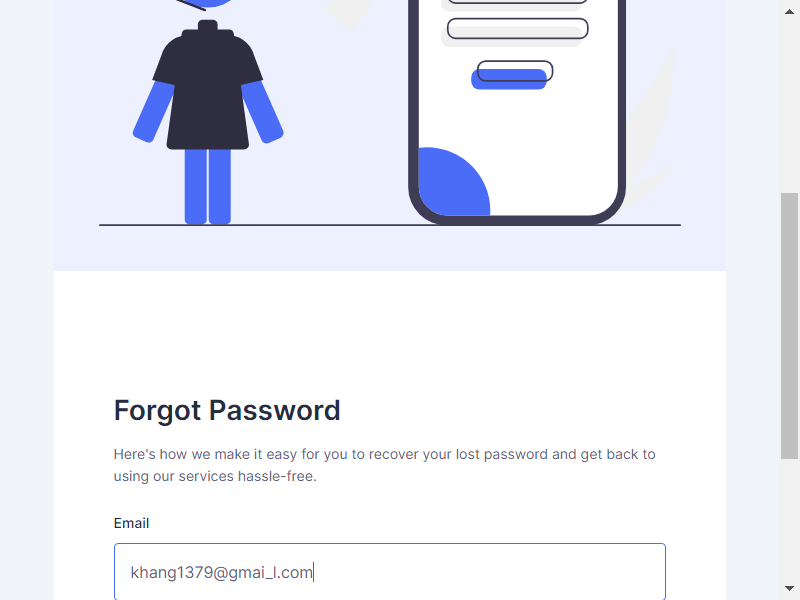 Forgot Password
Here's how we make it easy for you to recover your lost password and get back to
using our services hassle-free.
Email
khang1379@gmai_l.com